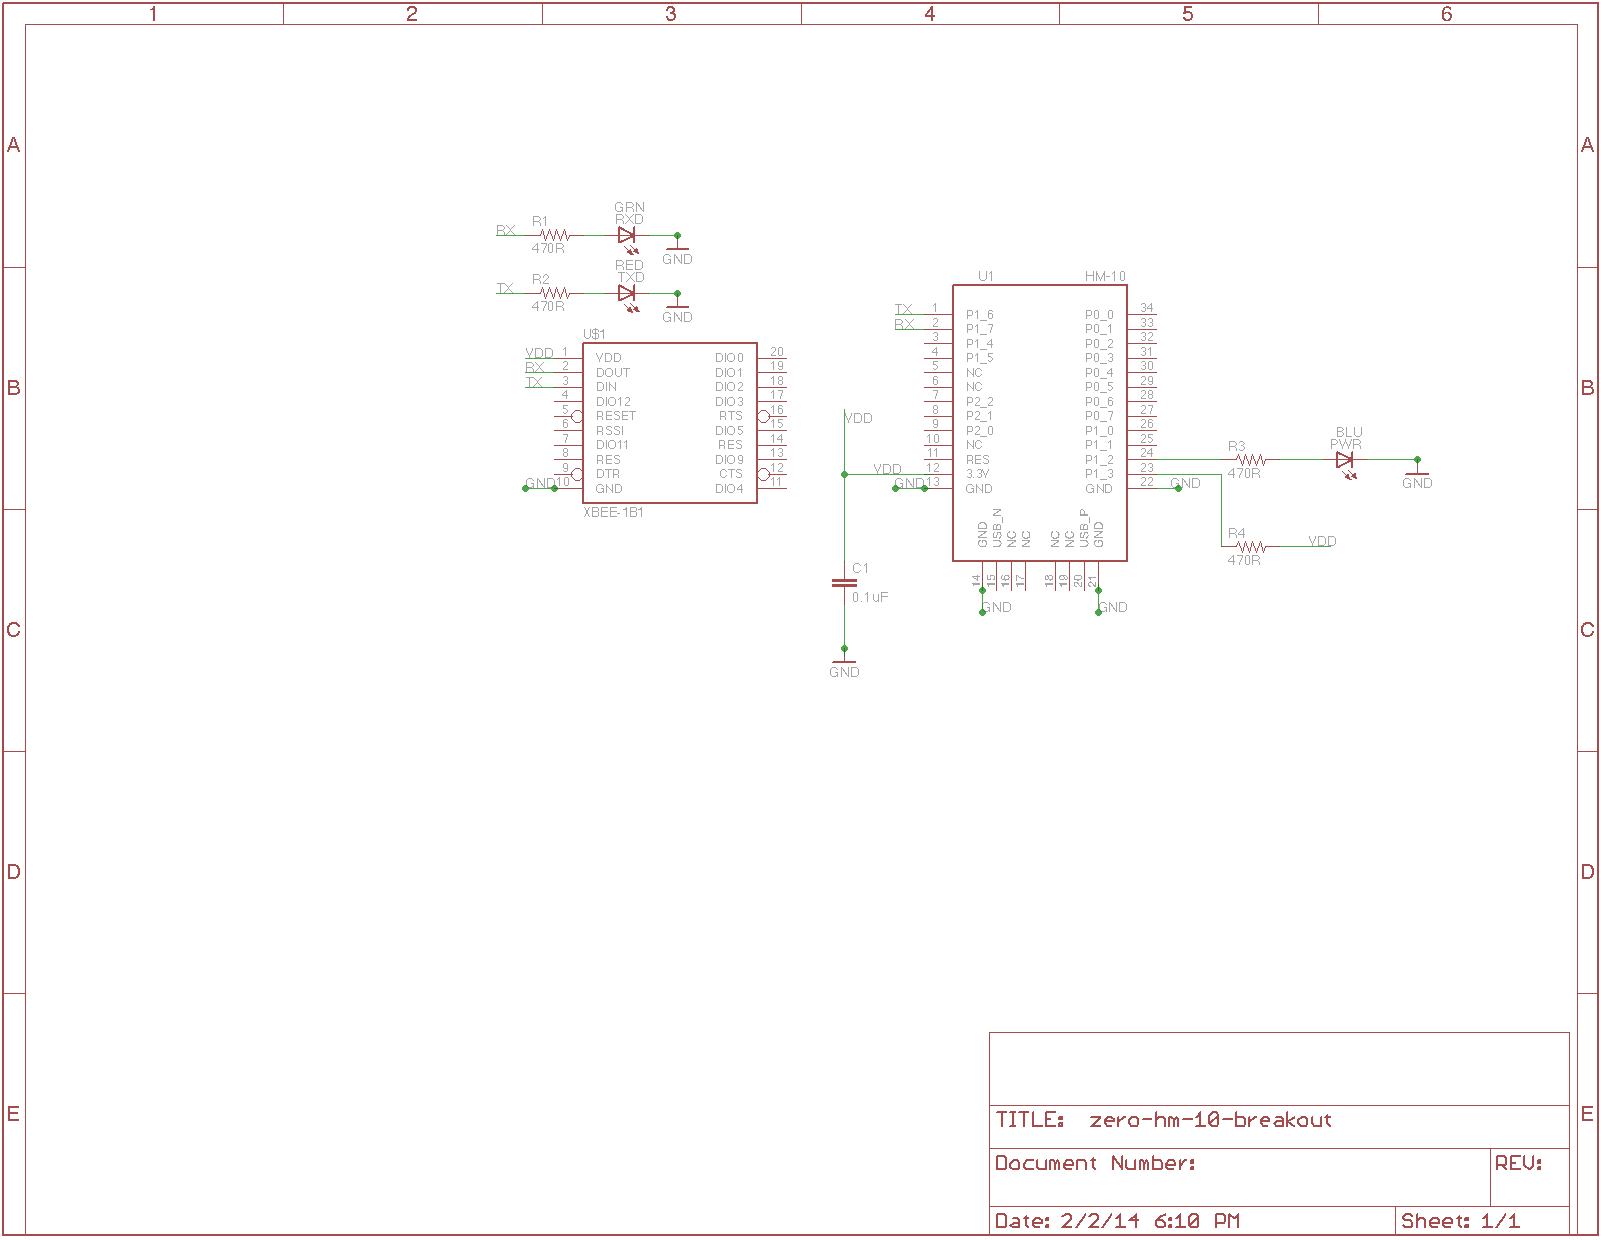 1 2 3 4 5 6
A A
B B
C C
D D
E E
GRN
RXD
RX R1
470R
GND
RED
TXD
TX R2
470R
GND
U$1
VDD 1 VDD DIO0 20
RX 2 DOUT DIO1 19
TX 3 DIN DIO2 18
4 DIO12 DIO3 17
5 RESET RTS 16
6 RSSI DIO5 15
7 DIO11 RES 14
8 RES DIO9 13
9 DTR CTS 12
GND 10 GND DIO4 11
XBEE-1B1
VDD
VDD
C1
0.1uF
GND
U1 HM-10
TX 1 P1_6 P0_0 34
RX 2 P1_7 P0_1 33
3 P1_4 P0_2 32
4 P1_5 P0_3 31
5 NC P0_4 30
6 NC P0_5 29
7 P2_2 P0_6 28
8 P2_1 P0_7 27
9 P2_0 P1_0 26
10 NC P1_1 25
11 RES P1_2 24
12 3.3V P1_3 23
GND 13 GND GND 22 GND
GND USB_N NC NC NC NC USB_P GND
14 15 16 17 18 19 20 21
GND GND
BLU
PWR
R3
470R
GND
R4
470R
VDD
TITLE: zero-hm-10-breakout
Document Number:
REV:
Date: 2/2/14 6:10 PM
Sheet: 1/1